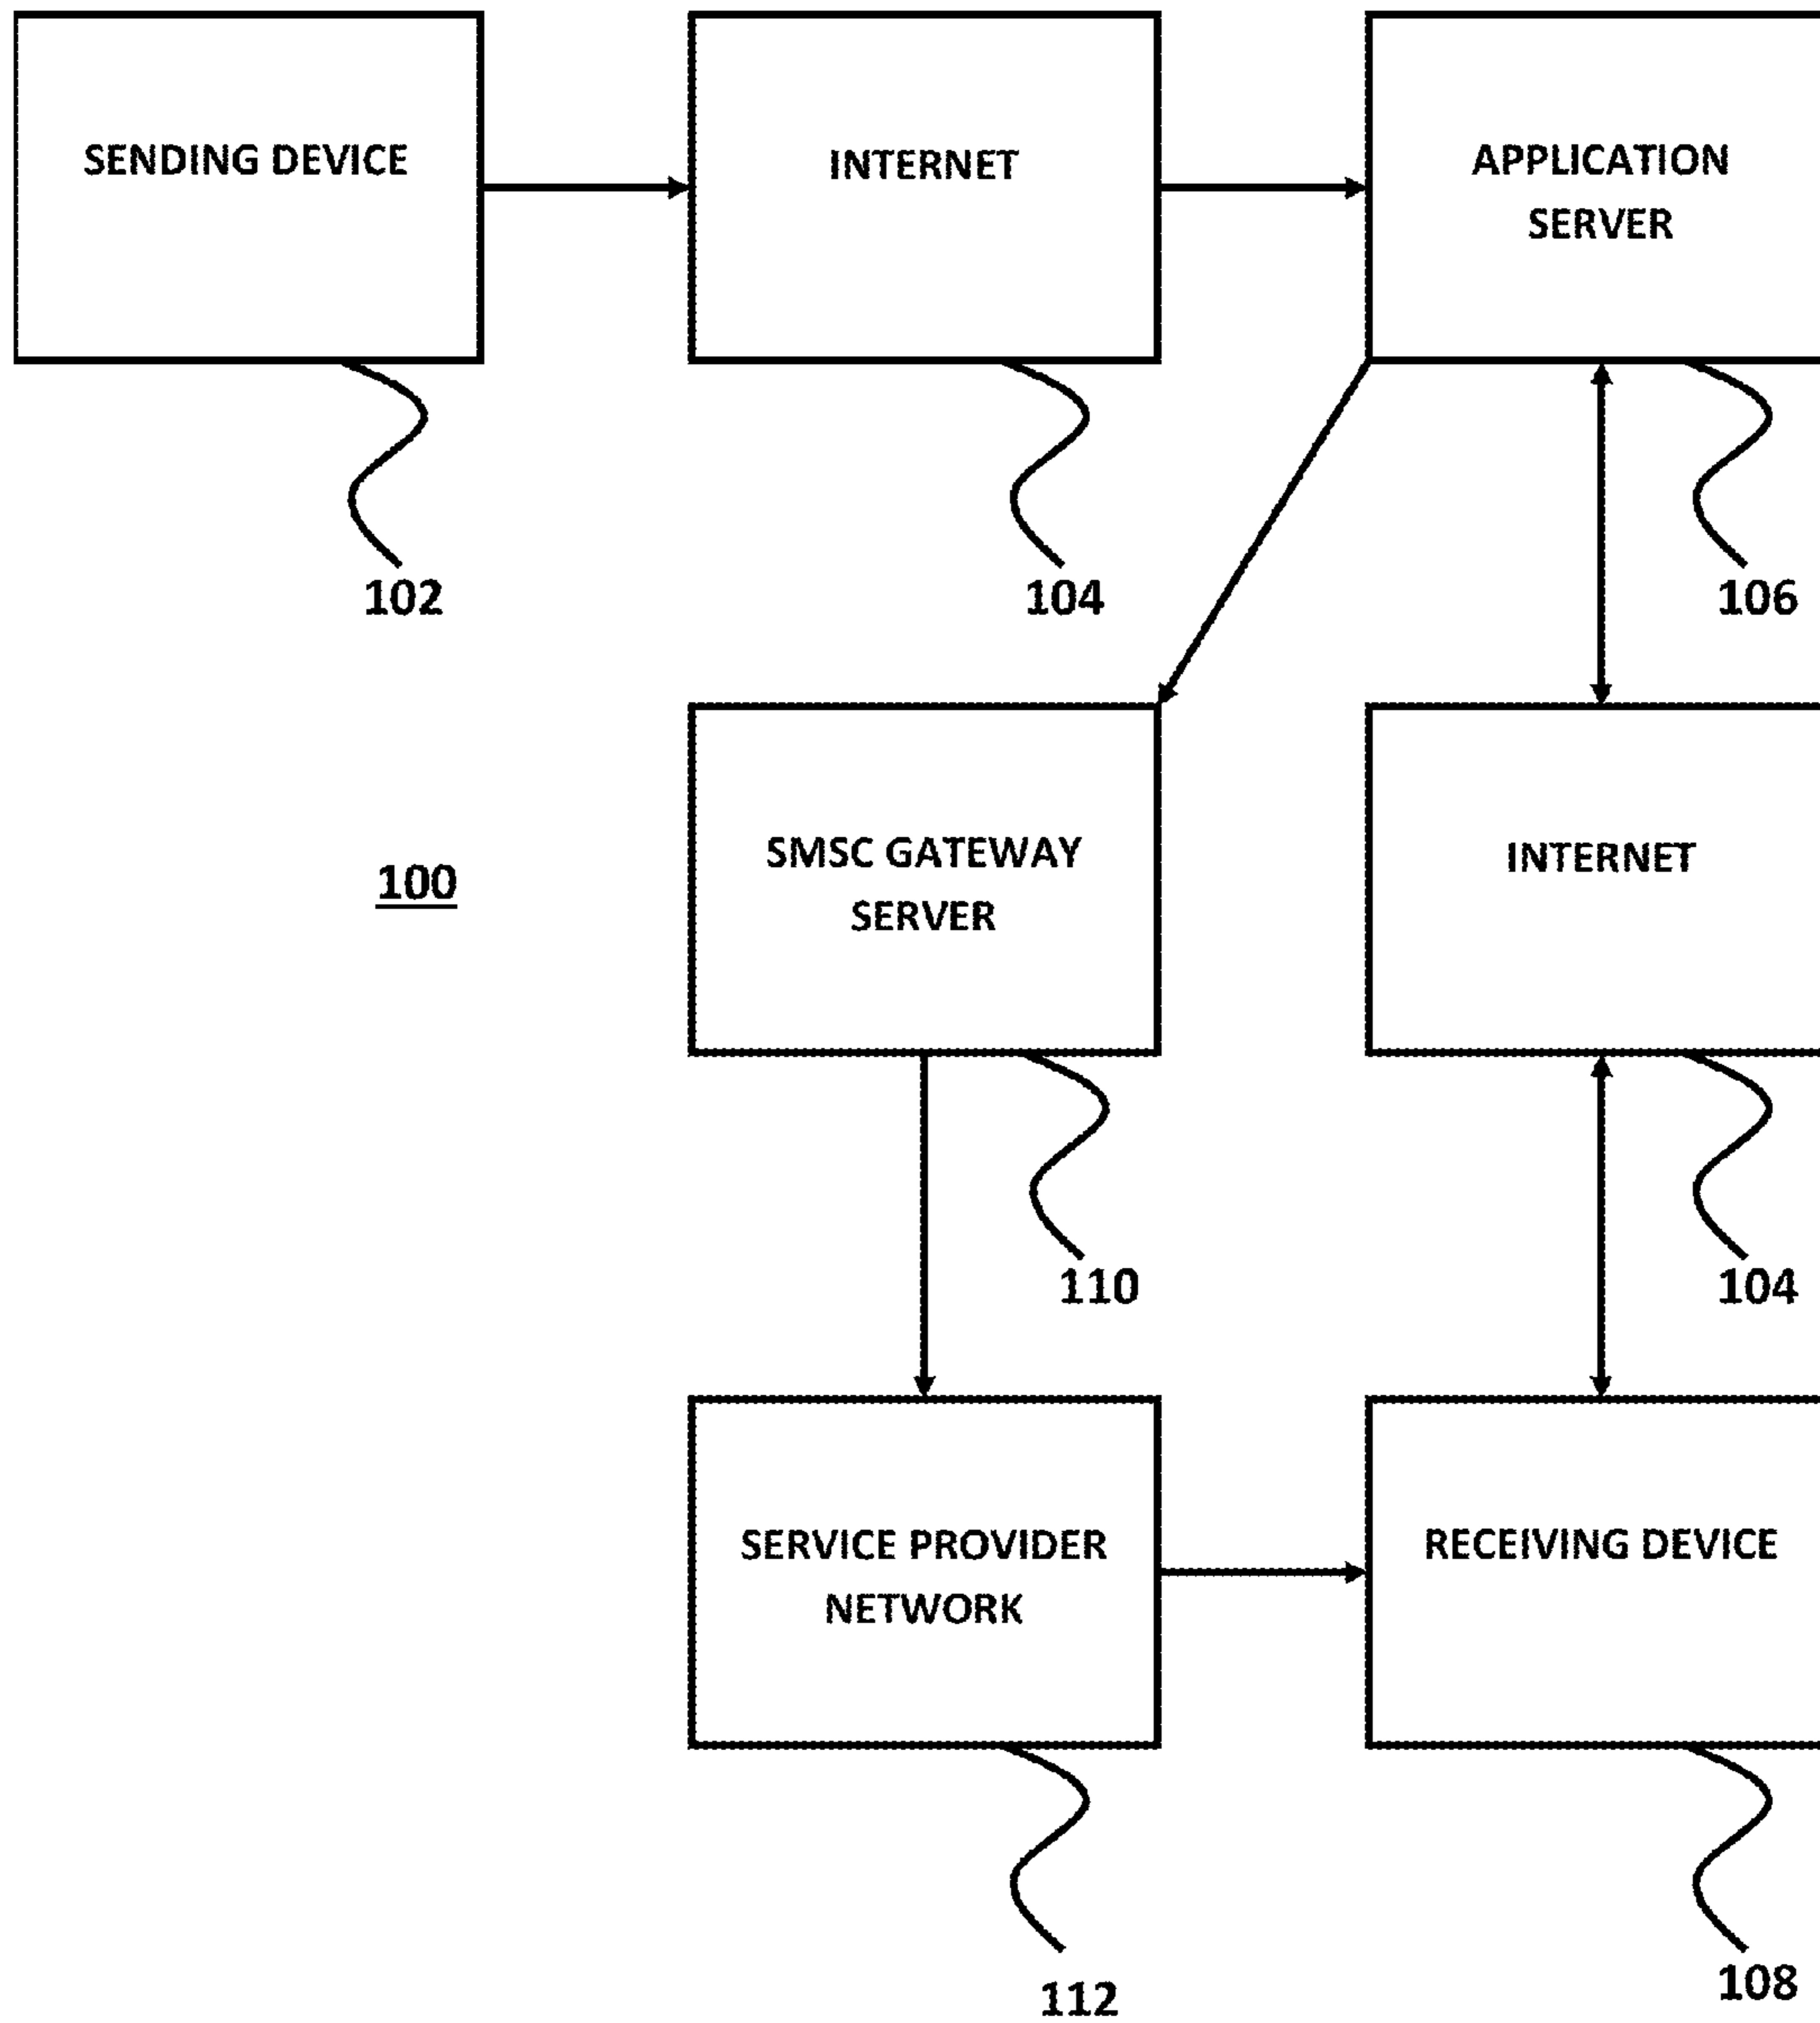 SENDING DEVICE
INTERNET
APPLICATION
SERVER
102
104
106
SMSC GATEWAY
SERVER
INTERNET
100
110
104
SERVICE PROVIDER
NETWORK
RECEIVING DEVICE
112
108